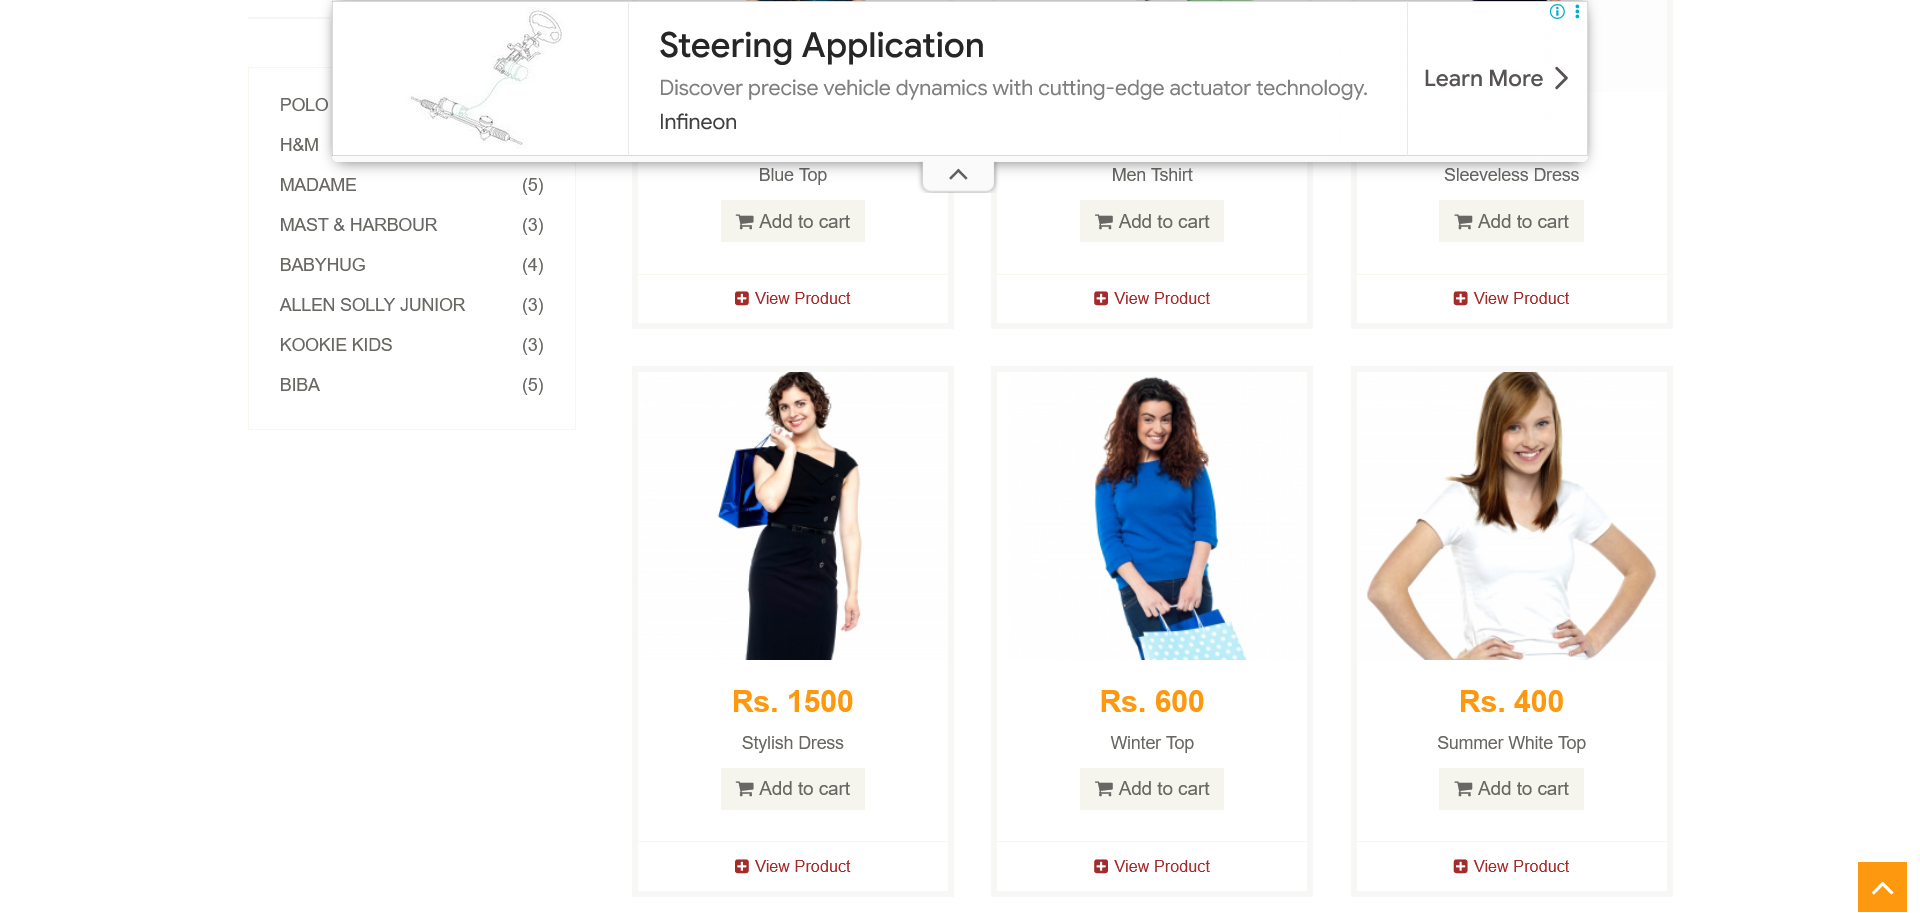 Steering Application
Discover precise vehicle dynamics with cutting-edge actuator technology.
Infineon
Learn More
POLO
H&M
MADAME (5)
MAST & HARBOUR (3)
BABYHUG (4)
ALLEN SOLLY JUNIOR (3)
KOOKIE KIDS (3)
BIBA (5)
Blue Top
Add to cart
View Product
Men Tshirt
Add to cart
View Product
Sleeveless Dress
Add to cart
View Product
Rs. 1500
Stylish Dress
Add to cart
View Product
Rs. 600
Winter Top
Add to cart
View Product
Rs. 400
Summer White Top
Add to cart
View Product